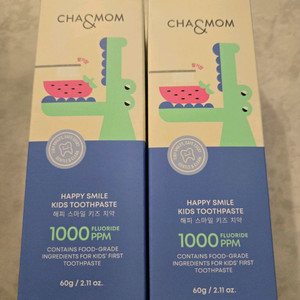 CHA&MOM
HAPPY SMILE
KIDS TOOTHPASTE
해피 스마일 키즈 치약
1000 FLUORIDE
PPM
CONTAINS FOOD-GRADE
INGREDIENTS FOR KIDS' FIRST
TOOTHPASTE
60g / 2.11 oz.
CHA&MOM
HAPPY SMILE
KIDS TOOTHPASTE
해피 스마일 키즈 치약
1000 FLUORIDE
PPM
CONTAINS FOOD-GRADE
INGREDIENTS FOR KIDS' FIRST
TOOTHPASTE
60g / 2.11 oz.